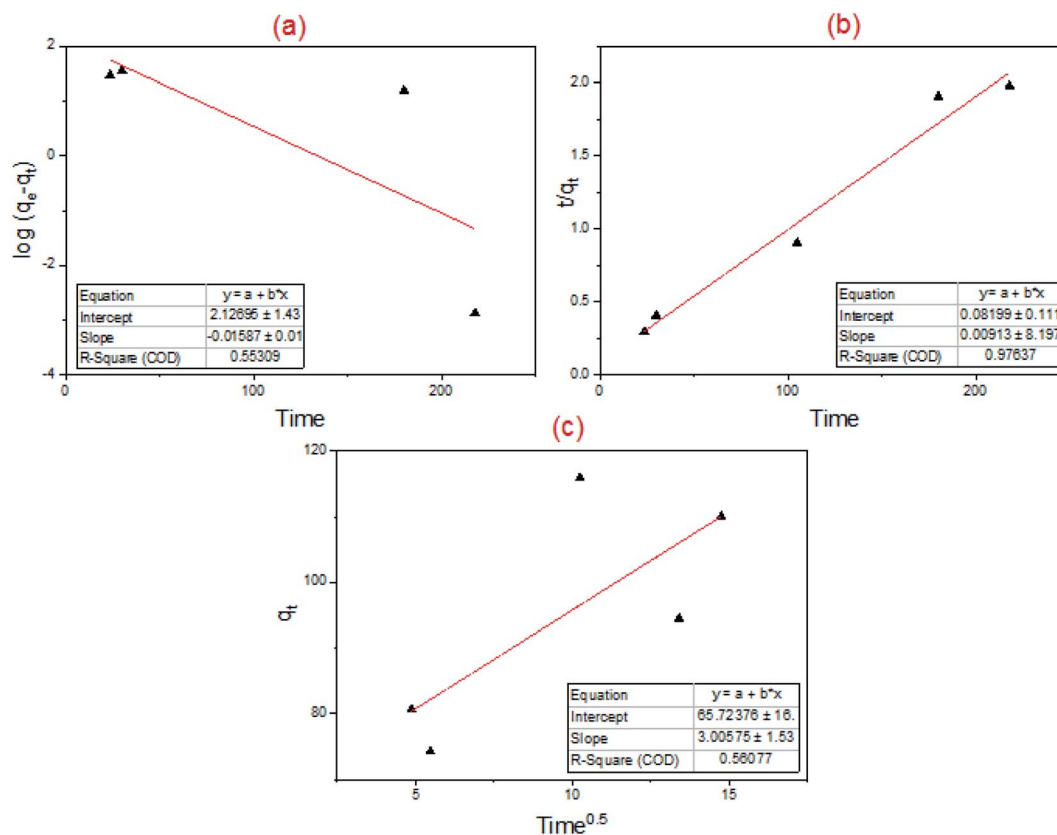 (a)
2
0
-2
-4
log (qₑ-qₜ)
Equation y = a + b*x
Intercept 2.12695 ± 1.43
Slope -0.01587 ± 0.01
R-Square (COD) 0.55309
0 100 200
Time
(b)
2.0
1.5
1.0
0.5
0.0
t/qₜ
Equation y = a + b*x
Intercept 0.08199 ± 0.111
Slope 0.00913 ± 8.197
R-Square (COD) 0.97637
0 100 200
Time
(c)
120
100
80
qₜ
Equation y = a + b*x
Intercept 65.72376 ± 16.
Slope 3.00575 ± 1.53
R-Square (COD) 0.56077
5 10 15
Time⁰·⁵